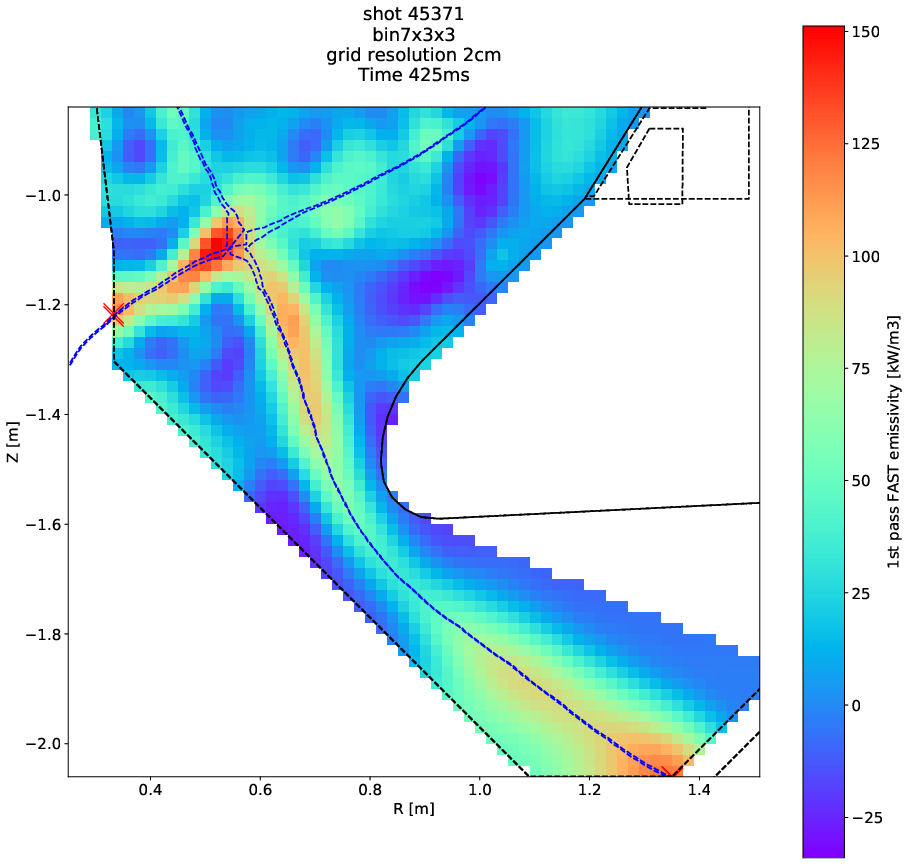 shot 45371
bin7x3x3
grid resolution 2cm
Time 425ms
150
125
100
75
50
25
0
−25
1st pass FAST emissivity [kW/m3]
−1.0
−1.2
−1.4
−1.6
−1.8
−2.0
Z [m]
0.4 0.6 0.8 1.0 1.2 1.4
R [m]